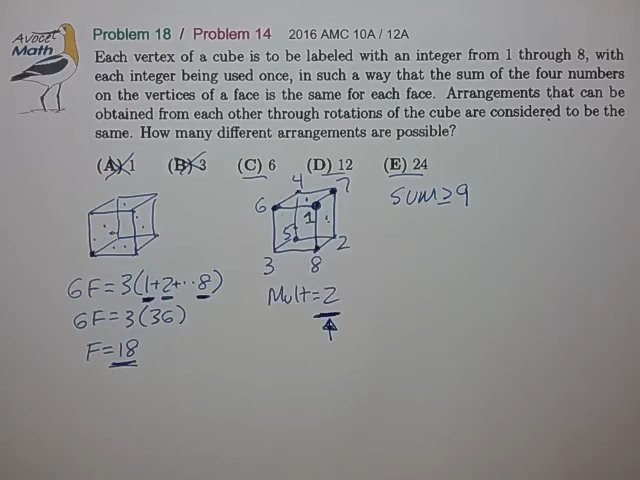 Avocet
Math
Problem 18 / Problem 14 2016 AMC 10A / 12A
Each vertex of a cube is to be labeled with an integer from 1 through 8, with
each integer being used once, in such a way that the sum of the four numbers
on the vertices of a face is the same for each face. Arrangements that can be
obtained from each other through rotations of the cube are considered to be the
same. How many different arrangements are possible?
(A) 1 (B) 3 (C) 6 (D) 12 (E) 24
4 7
6 1
5 2
3 8
SUM≥9
6F=3(1+2+··8)
6F=3(36)
F=18
Mult=2